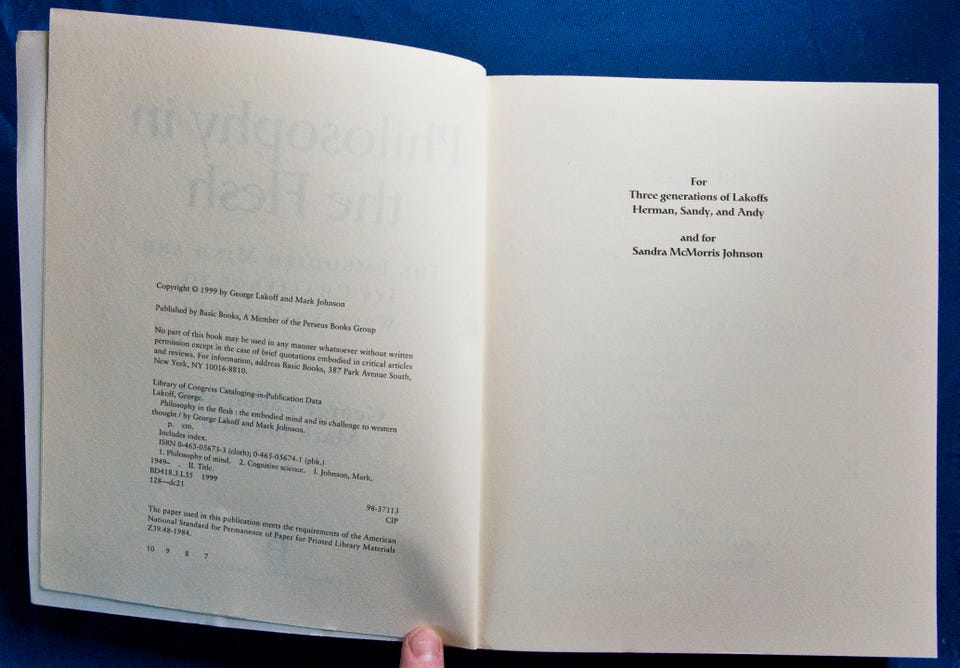 Copyright © 1999 by George Lakoff and Mark Johnson
Published by Basic Books, A Member of the Perseus Books Group
No part of this book may be used in any manner whatsoever without written
permission except in the case of brief quotations embodied in critical articles
and reviews. For information, address Basic Books, 387 Park Avenue South,
New York, NY 10016-8810.
Library of Congress Cataloging-in-Publication Data
Lakoff, George.
Philosophy in the flesh : the embodied mind and its challenge to western
thought / by George Lakoff and Mark Johnson.
p. cm.
Includes index.
ISBN 0-465-05673-3 (cloth); 0-465-05674-1 (pbk.)
1. Philosophy of mind. 2. Cognitive science. I. Johnson, Mark,
1949– . II. Title.
BD418.3.L35 1999
128—dc21
98-37113
CIP
The paper used in this publication meets the requirements of the American
National Standard for Permanence of Paper for Printed Library Materials
Z39.48-1984.
10 9 8 7
For
Three generations of Lakoffs
Herman, Sandy, and Andy
and for
Sandra McMorris Johnson
Philosophy in
the Flesh